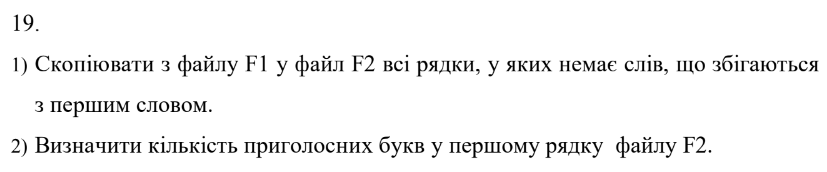 19.
1) Скопіювати з файлу F1 у файл F2 всі рядки, у яких немає слів, що збігаються
з першим словом.
2) Визначити кількість приголосних букв у першому рядку файлу F2.